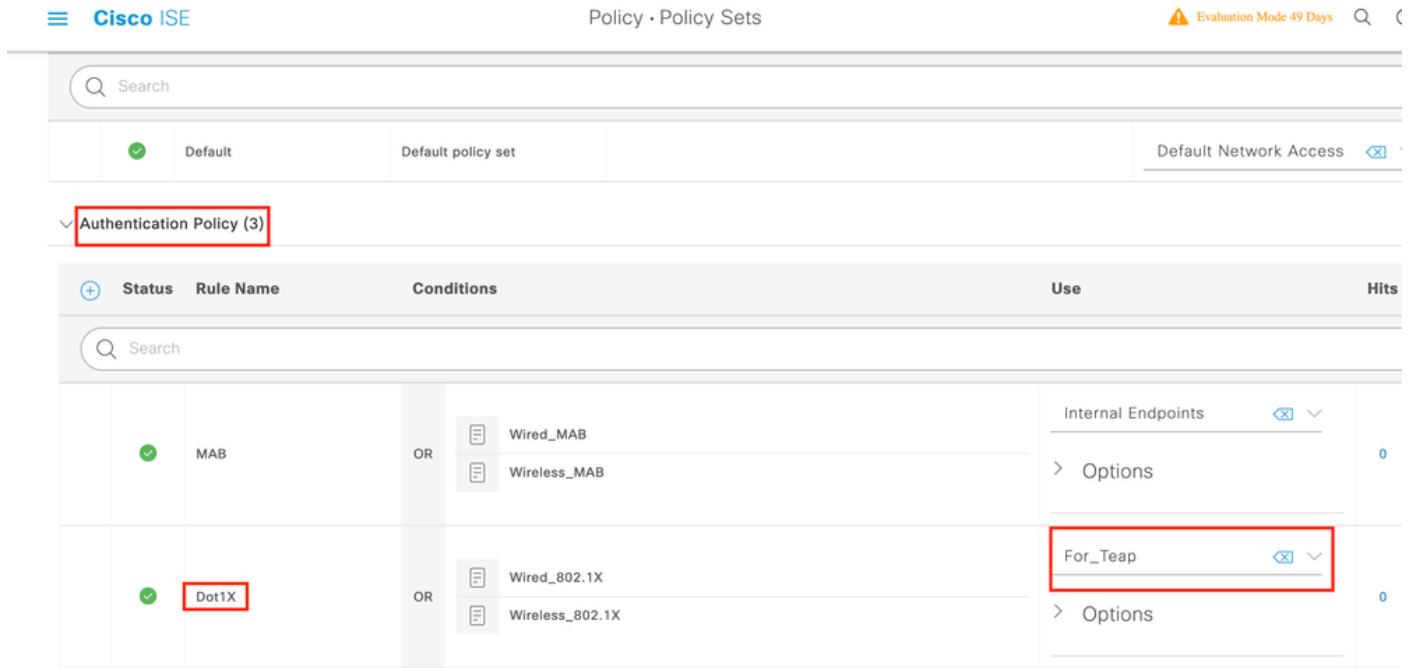 Cisco ISE
Policy · Policy Sets
Evaluation Mode 49 Days
Search
Default
Default policy set
Default Network Access
Authentication Policy (3)
Status Rule Name Conditions Use Hits
Search
MAB
OR
Wired_MAB
Wireless_MAB
Internal Endpoints
Options
0
Dot1X
OR
Wired_802.1X
Wireless_802.1X
For_Teap
Options
0